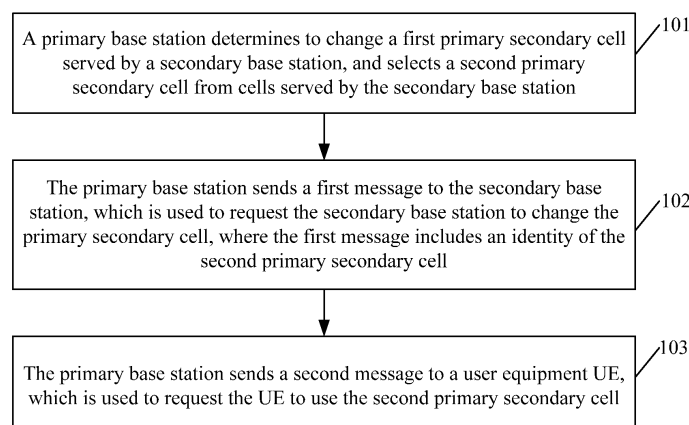 A primary base station determines to change a first primary secondary cell
served by a secondary base station, and selects a second primary
secondary cell from cells served by the secondary base station
101
The primary base station sends a first message to the secondary base
station, which is used to request the secondary base station to change the
primary secondary cell, where the first message includes an identity of the
second primary secondary cell
102
The primary base station sends a second message to a user equipment UE,
which is used to request the UE to use the second primary secondary cell
103